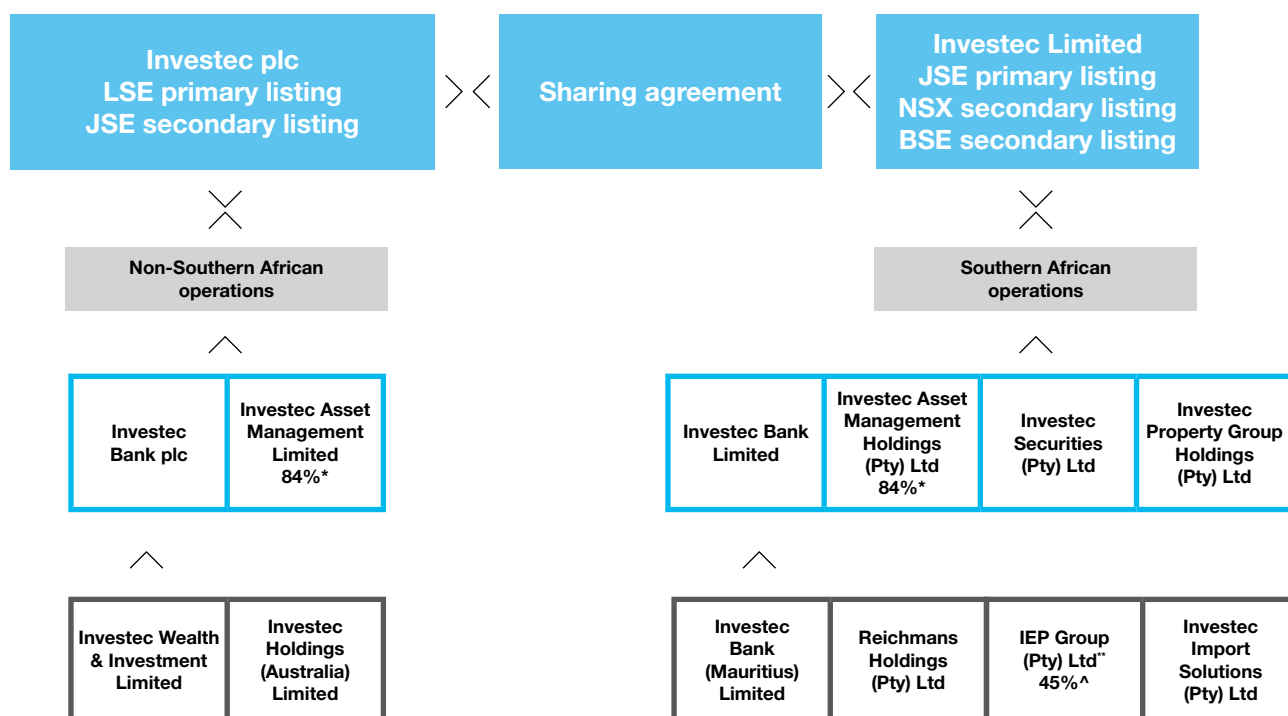 Investec plc
LSE primary listing
JSE secondary listing
Sharing agreement
Investec Limited
JSE primary listing
NSX secondary listing
BSE secondary listing
Non-Southern African
operations
Southern African
operations
Investec
Bank plc
Investec Asset
Management
Limited
84%*
Investec Bank
Limited
Investec Asset
Management
Holdings
(Pty) Ltd
84%*
Investec
Securities
(Pty) Ltd
Investec
Property Group
Holdings
(Pty) Ltd
Investec Wealth
& Investment
Limited
Investec
Holdings
(Australia)
Limited
Investec
Bank
(Mauritius)
Limited
Reichmans
Holdings
(Pty) Ltd
IEP Group
(Pty) Ltd**
45%^
Investec
Import
Solutions
(Pty) Ltd